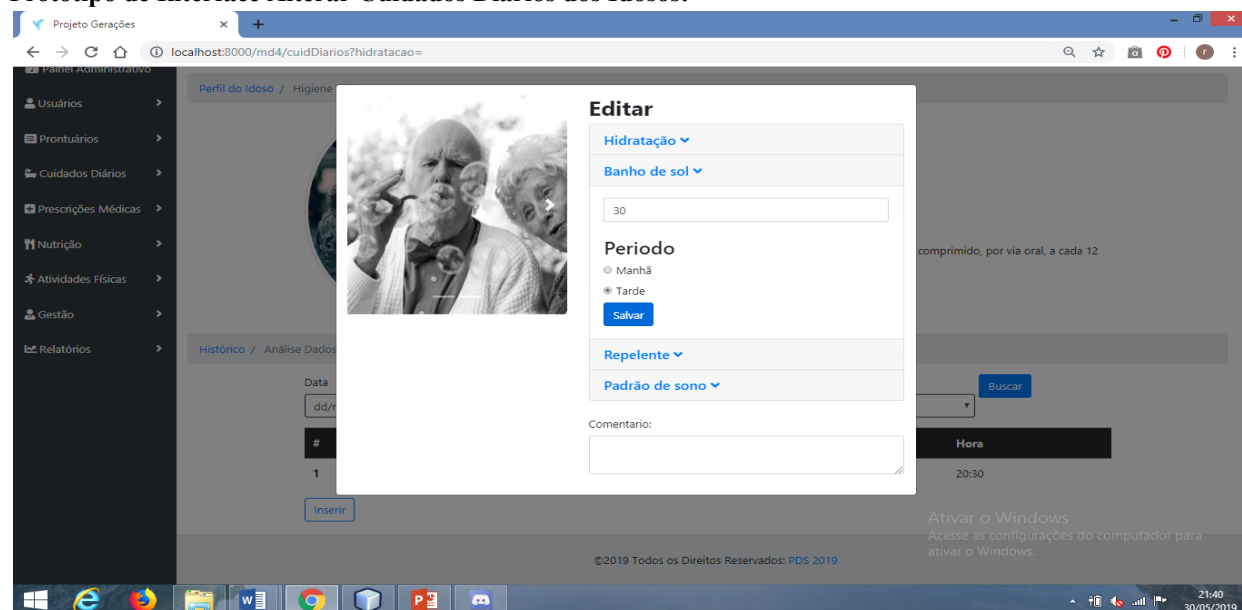 Protótipo de Interface Alterar Cuidados Diários dos Idosos:
Projeto Gerações
localhost:8000/md4/cuidDiarios?hidratacao=
Painel Administrativo
Usuários
Prontuários
Cuidados Diários
Prescrições Médicas
Nutrição
Atividades Físicas
Gestão
Relatórios
Perfil do Idoso / Higiene
comprimido, por via oral, a cada 12
Histórico / Análise Dados
Data
Buscar
#
Hora
1
20:30
Inserir
Editar
Hidratação
Banho de sol
30
Periodo
Manhã
Tarde
Salvar
Repelente
Padrão de sono
Comentario:
Ativar o Windows
Acesse as configurações do computador para
ativar o Windows.
©2019 Todos os Direitos Reservados: PDS 2019
21:40
30/05/2019